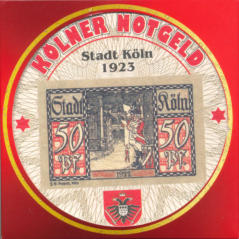 KÖLNER NOTGELD
Stadt Köln
1923
Stadt Köln
50 50
Pf. Pf.